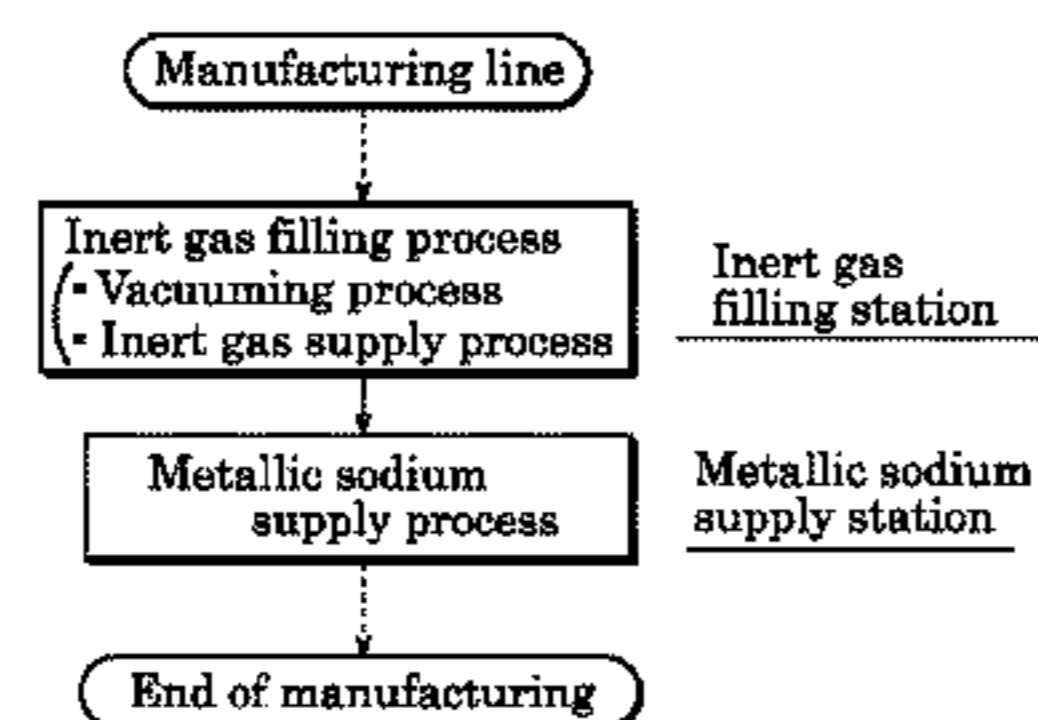 Manufacturing line
Inert gas filling process
- Vacuuming process
- Inert gas supply process
Inert gas
filling station
Metallic sodium
supply process
Metallic sodium
supply station
End of manufacturing